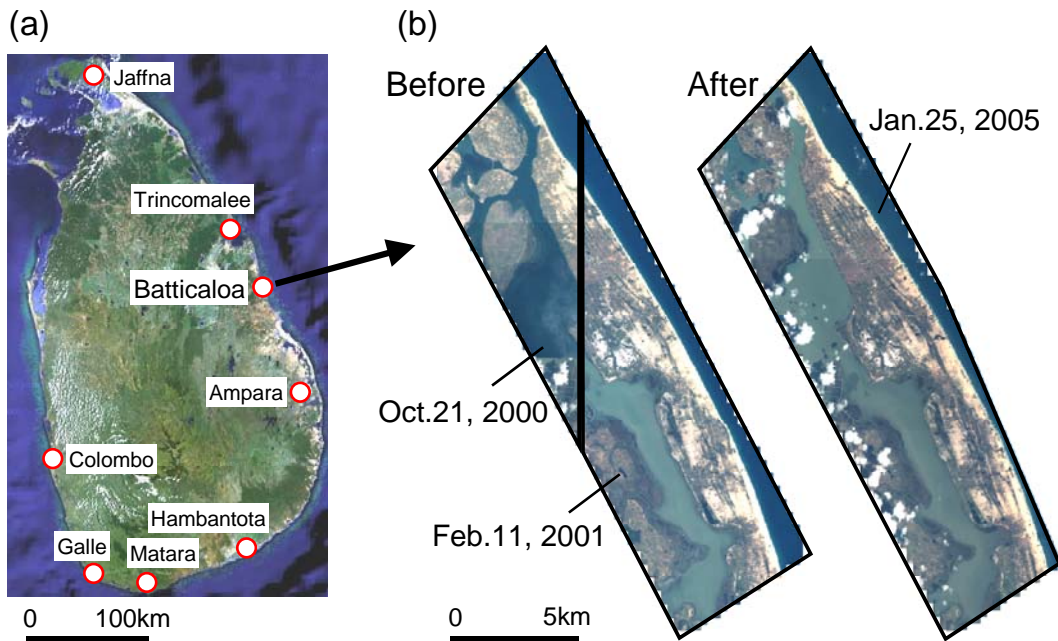 (a)
Jaffna
Trincomalee
Batticaloa
Ampara
Colombo
Hambantota
Galle
Matara
0 100km
(b)
Before
After
Jan.25, 2005
Oct.21, 2000
Feb.11, 2001
0 5km